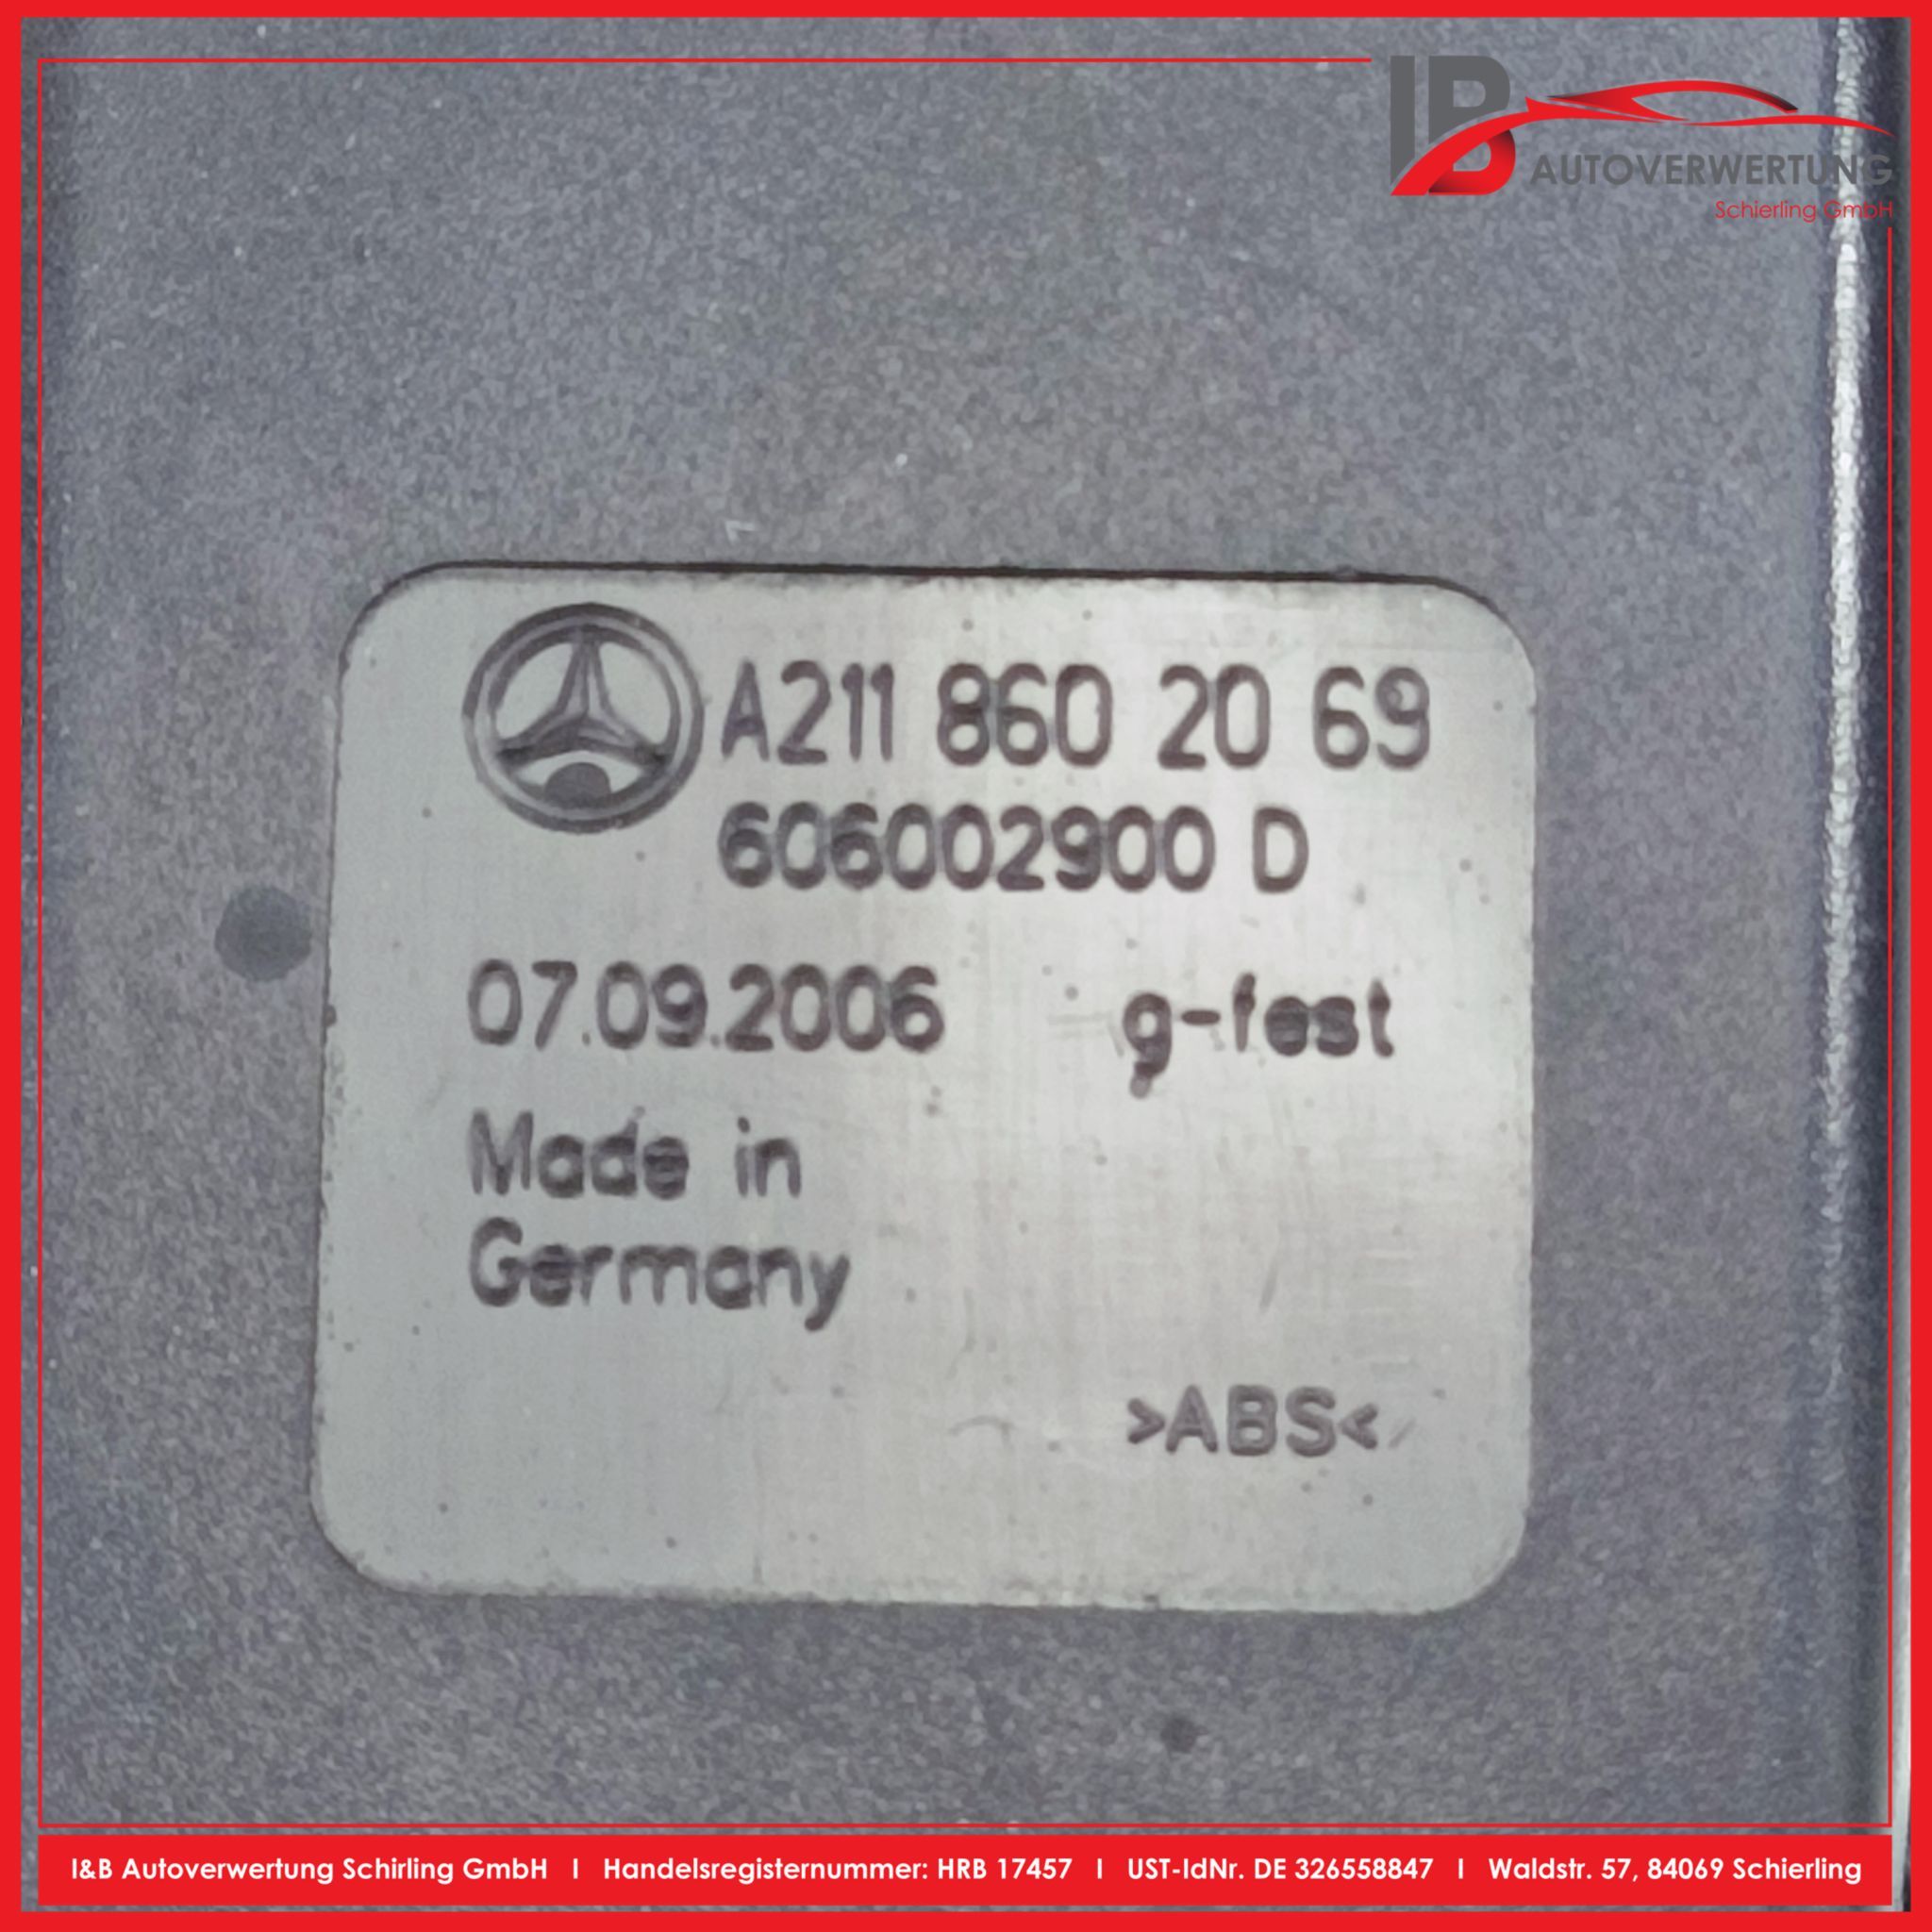 IB
AUTOVERWERTUNG
Schierling GmbH
A211 860 20 69
606002900 D
07.09.2006 g-fest
Made in
Germany
>ABS<
I&B Autoverwertung Schirling GmbH I Handelsregisternummer: HRB 17457 I UST-IdNr. DE 326558847 I Waldstr. 57, 84069 Schierling